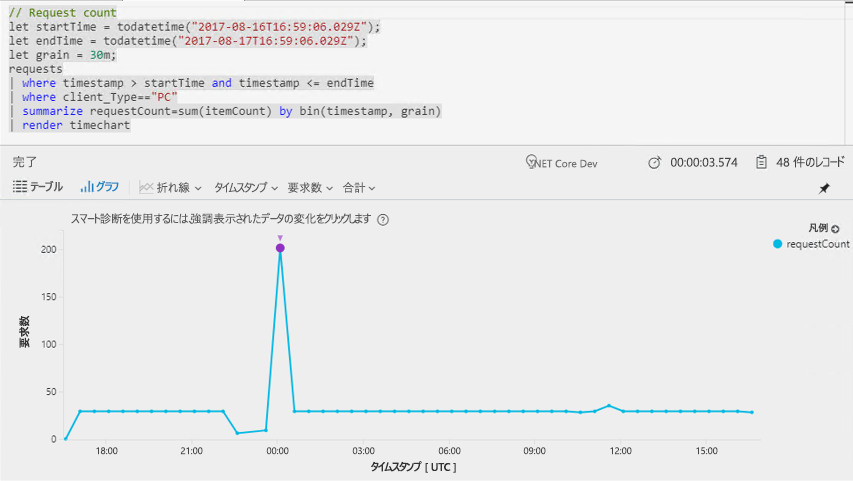 // Request count
let startTime = todatetime("2017-08-16T16:59:06.029Z");
let endTime = todatetime("2017-08-17T16:59:06.029Z");
let grain = 30m;
requests
| where timestamp > startTime and timestamp <= endTime
| where client_Type=="PC"
| summarize requestCount=sum(itemCount) by bin(timestamp, grain)
| render timechart
完了 .NET Core Dev 00:00:03.574 48 件のレコード
テーブル グラフ 折れ線 タイムスタンプ 要求数 合計
スマート診断を使用するには、強調表示されたデータの変化をクリックします ?
凡例
requestCount
200
150
100
50
0
要求数
18:00 21:00 00:00 03:00 06:00 09:00 12:00 15:00
タイムスタンプ [ UTC ]